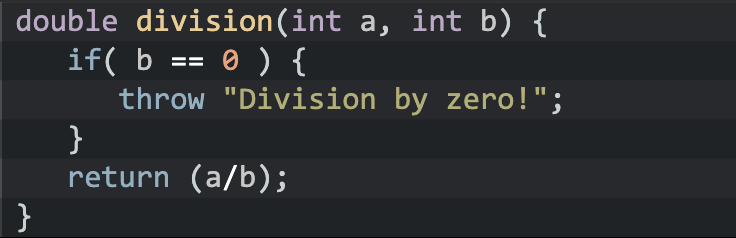 double division(int a, int b) {
   if( b == 0 ) {
      throw "Division by zero!";
   }
   return (a/b);
}